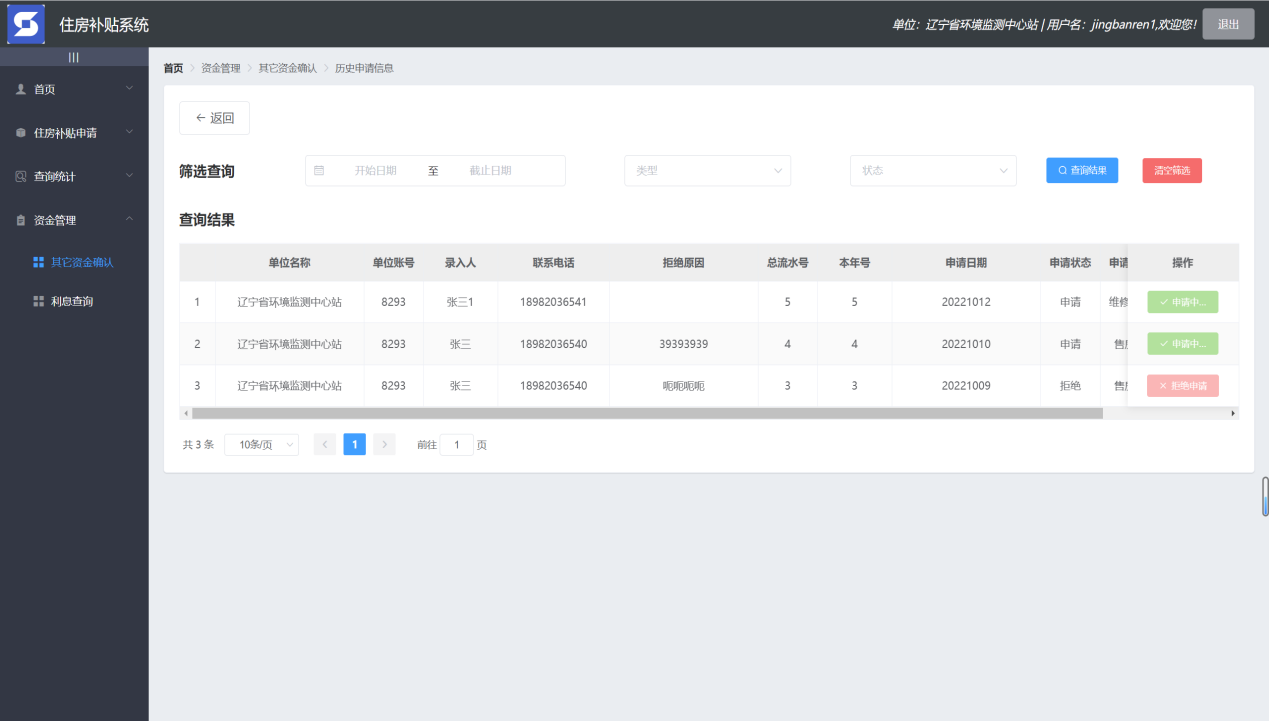 住房补贴系统
单位：辽宁省环境监测中心站 | 用户名：jingbanren1,欢迎您!
退出
首页
住房补贴申请
查询统计
资金管理
其它资金确认
利息查询
首页 > 资金管理 > 其它资金确认 > 历史申请信息
← 返回
筛选查询 开始日期 至 截止日期 类型 状态 查询结果 清空筛选
查询结果
单位名称 单位账号 录入人 联系电话 拒绝原因 总流水号 本年号 申请日期 申请状态 申请 操作
1 辽宁省环境监测中心站 8293 张三1 18982036541 5 5 20221012 申请 维修 申请中...
2 辽宁省环境监测中心站 8293 张三 18982036540 39393939 4 4 20221010 申请 售 申请中...
3 辽宁省环境监测中心站 8293 张三 18982036540 呃呃呃呃 3 3 20221009 拒绝 售 拒绝申请
共 3 条 10条/页 1 前往 1 页